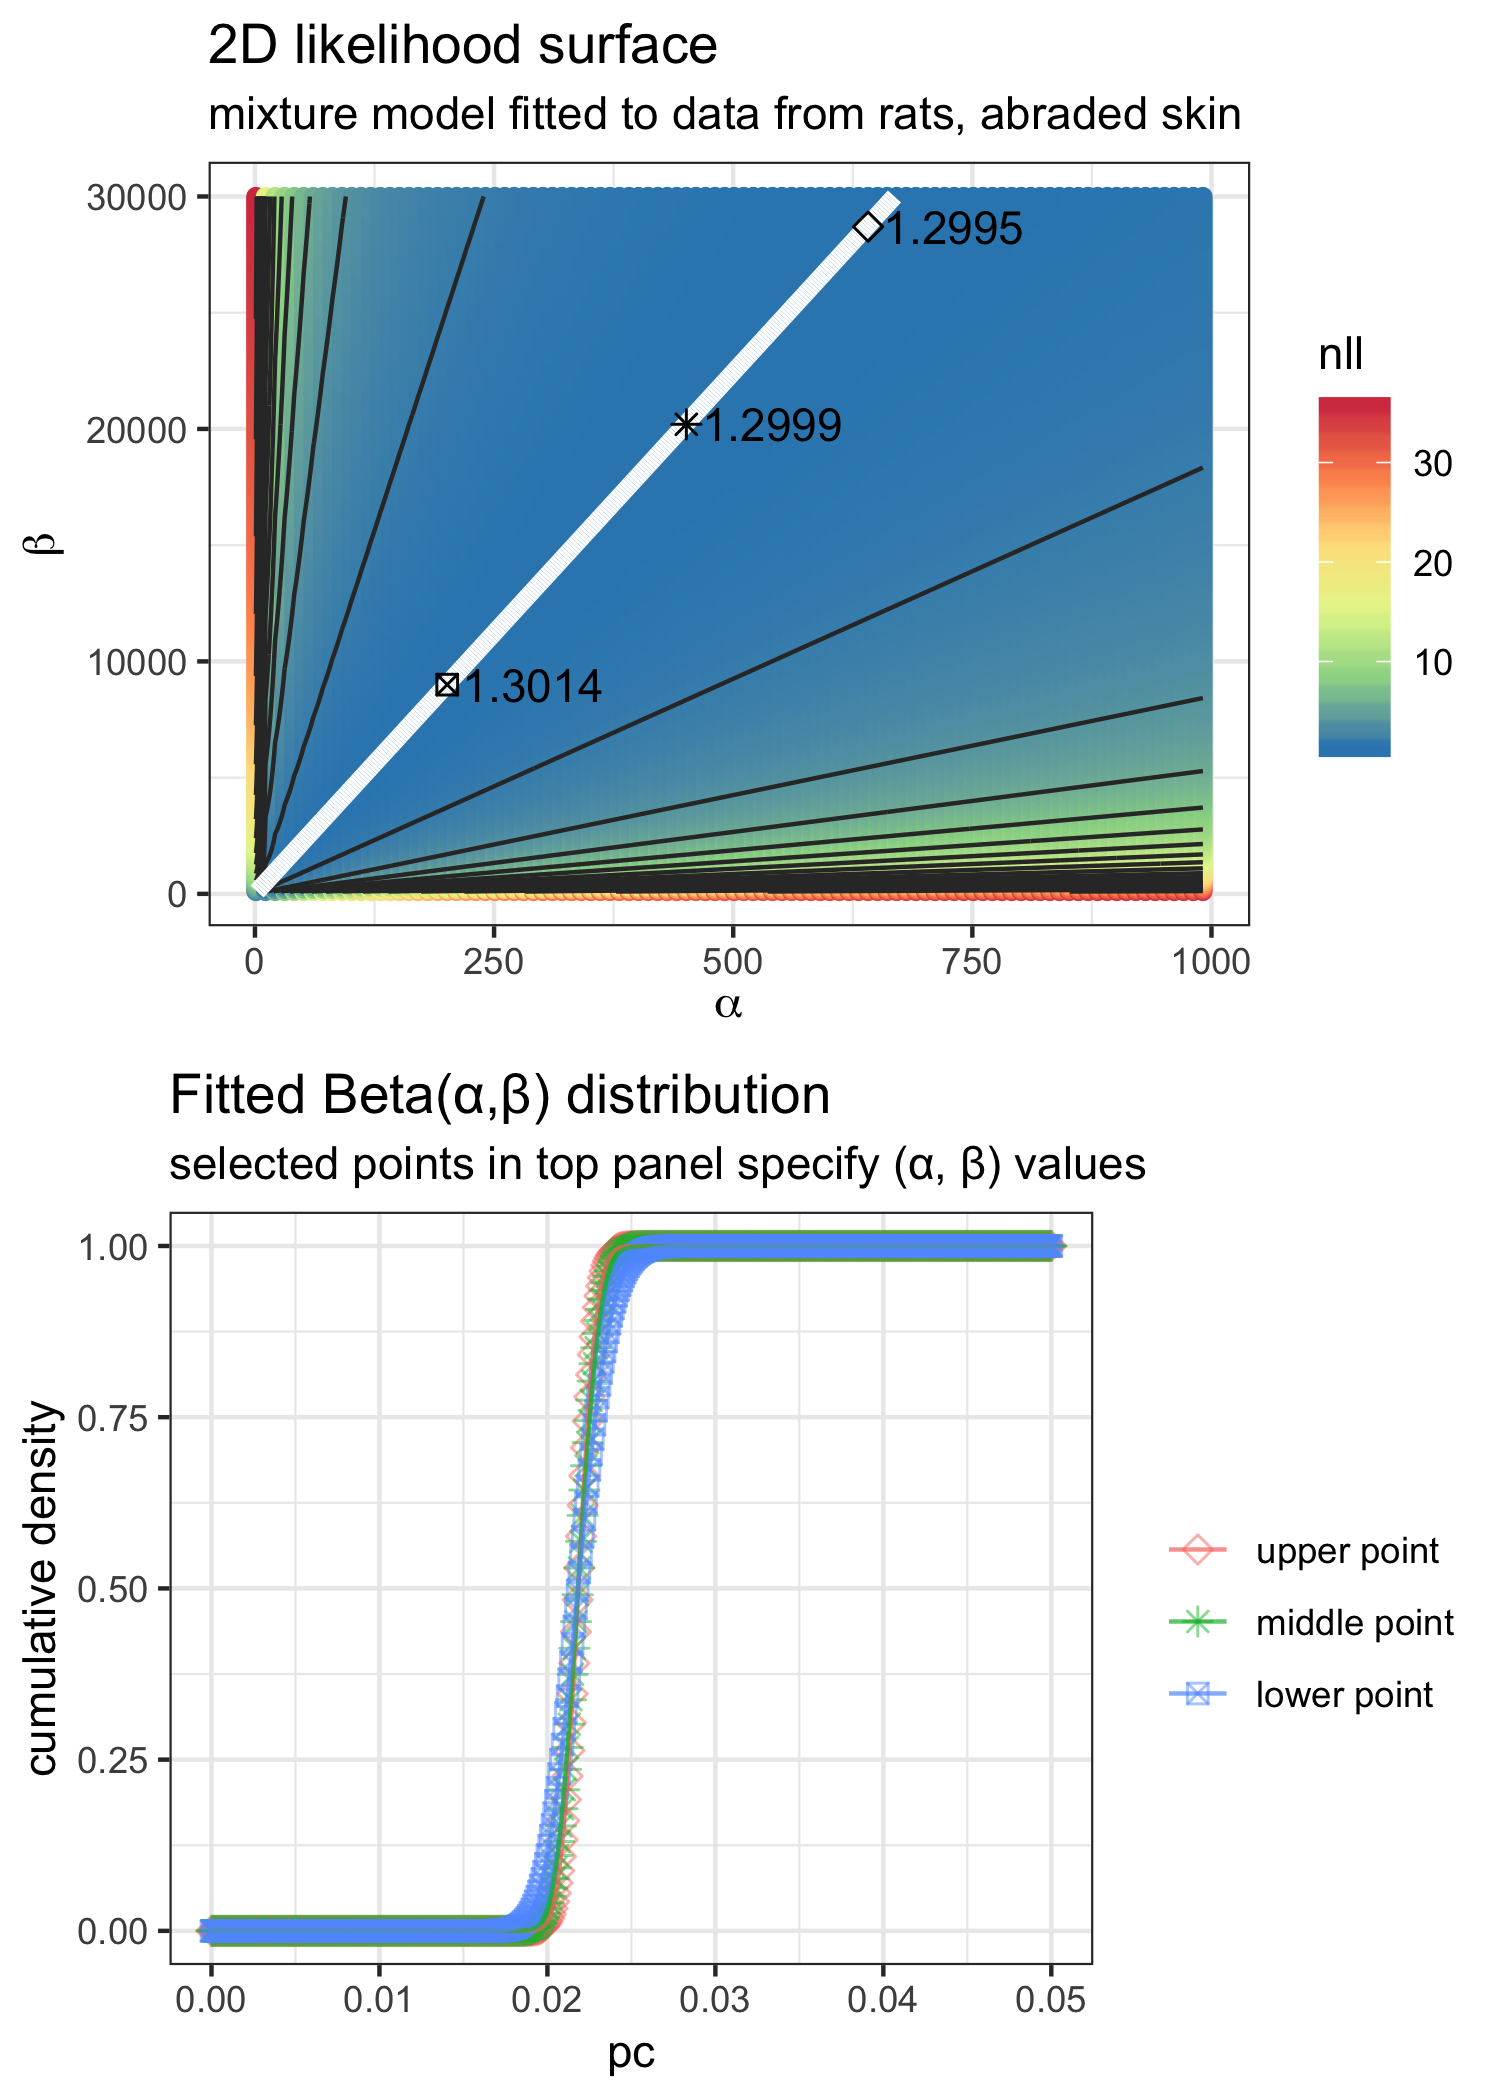 2D likelihood surface
mixture model fitted to data from rats, abraded skin
30000
20000
10000
0
β
1.2995
1.2999
1.3014
0 250 500 750 1000
α
nll
30
20
10
Fitted Beta(α,β) distribution
selected points in top panel specify (α, β) values
1.00
0.75
0.50
0.25
0.00
cumulative density
0.00 0.01 0.02 0.03 0.04 0.05
pc
upper point
middle point
lower point